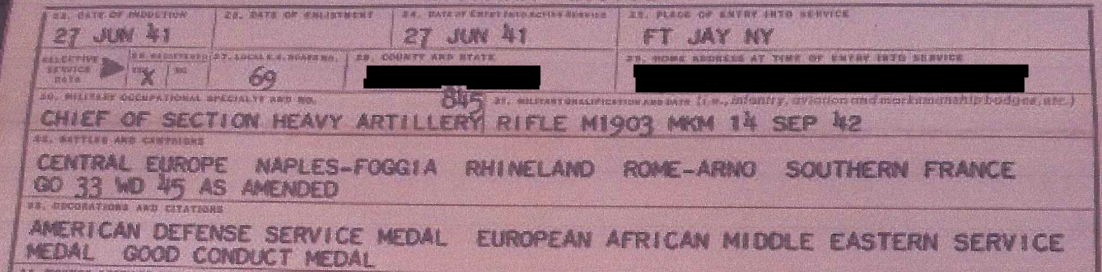 22. DATE OF INDUCTION 23. DATE OF ENLISTMENT 24. DATE OF ENTRY INTO ACTIVE SERVICE 25. PLACE OF ENTRY INTO SERVICE
27 JUN 41 27 JUN 41 FT JAY NY
SELECTIVE SERVICE DATA 26. REGISTERED 27. LOCAL S.S. BOARD NO. 28. COUNTY AND STATE 29. HOME ADDRESS AT TIME OF ENTRY INTO SERVICE
X 69
30. MILITARY OCCUPATIONAL SPECIALTY AND NO. 845 31. MILITARY QUALIFICATION AND DATE (i.e., infantry, aviation and marksmanship badges, etc.)
CHIEF OF SECTION HEAVY ARTILLERY RIFLE M1903 MKM 14 SEP 42
32. BATTLES AND CAMPAIGNS
CENTRAL EUROPE NAPLES-FOGGIA RHINELAND ROME-ARNO SOUTHERN FRANCE
GO 33 WD 45 AS AMENDED
33. DECORATIONS AND CITATIONS
AMERICAN DEFENSE SERVICE MEDAL EUROPEAN AFRICAN MIDDLE EASTERN SERVICE
MEDAL GOOD CONDUCT MEDAL